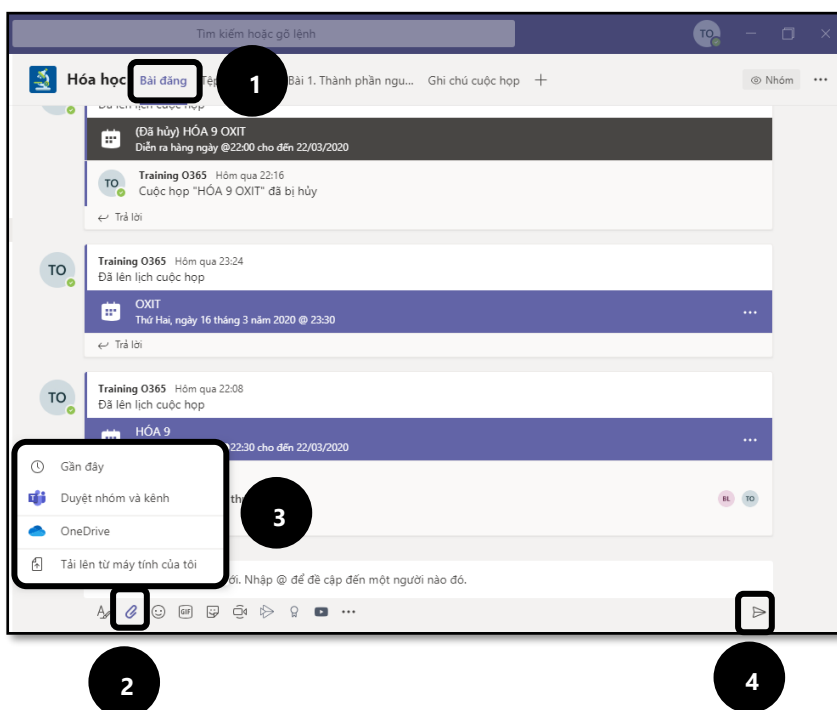 Tìm kiếm hoặc gõ lệnh
TO
Hóa học Bài đăng Tệp 1 Bài 1. Thành phần ngu... Ghi chú cuộc họp + Nhóm ...
Đã lên lịch cuộc họp
(Đã hủy) HÓA 9 OXIT
Diễn ra hàng ngày @22:00 cho đến 22/03/2020
TO
Training O365 Hôm qua 22:16
Cuộc họp "HÓA 9 OXIT" đã bị hủy
Trả lời
TO
Training O365 Hôm qua 23:24
Đã lên lịch cuộc họp
OXIT
Thứ Hai, ngày 16 tháng 3 năm 2020 @ 23:30
...
Trả lời
TO
Training O365 Hôm qua 22:08
Đã lên lịch cuộc họp
HÓA 9
@22:30 cho đến 22/03/2020
...
Gần đây
Duyệt nhóm và kênh
BL TO
3
OneDrive
Tải lên từ máy tính của tôi
Nhập @ để đề cập đến một người nào đó.
GIF ...
2
4